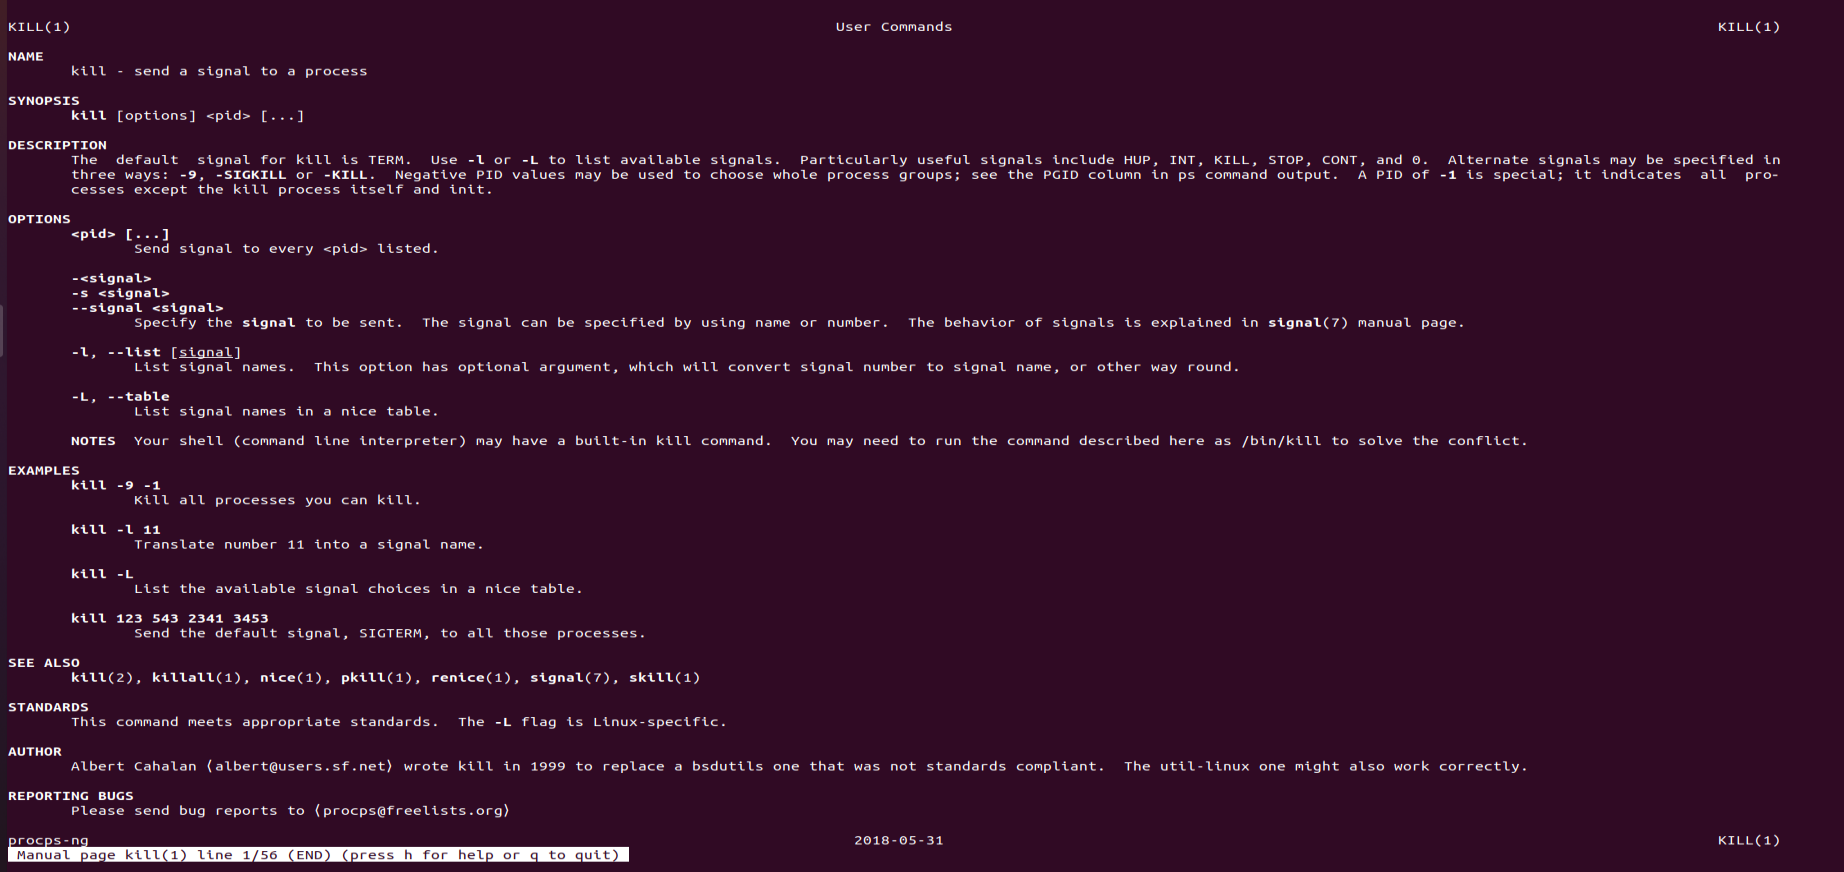 KILL(1) User Commands KILL(1)
NAME
kill - send a signal to a process
SYNOPSIS
kill [options] <pid> [...]
DESCRIPTION
The default signal for kill is TERM. Use -l or -L to list available signals. Particularly useful signals include HUP, INT, KILL, STOP, CONT, and 0. Alternate signals may be specified in
three ways: -9, -SIGKILL or -KILL. Negative PID values may be used to choose whole process groups; see the PGID column in ps command output. A PID of -1 is special; it indicates all pro-
cesses except the kill process itself and init.
OPTIONS
<pid> [...]
Send signal to every <pid> listed.
-<signal>
-s <signal>
--signal <signal>
Specify the signal to be sent. The signal can be specified by using name or number. The behavior of signals is explained in signal(7) manual page.
-l, --list [signal]
List signal names. This option has optional argument, which will convert signal number to signal name, or other way round.
-L, --table
List signal names in a nice table.
NOTES Your shell (command line interpreter) may have a built-in kill command. You may need to run the command described here as /bin/kill to solve the conflict.
EXAMPLES
kill -9 -1
Kill all processes you can kill.
kill -l 11
Translate number 11 into a signal name.
kill -L
List the available signal choices in a nice table.
kill 123 543 2341 3453
Send the default signal, SIGTERM, to all those processes.
SEE ALSO
kill(2), killall(1), nice(1), pkill(1), renice(1), signal(7), skill(1)
STANDARDS
This command meets appropriate standards. The -L flag is Linux-specific.
AUTHOR
Albert Cahalan ⟨albert@users.sf.net⟩ wrote kill in 1999 to replace a bsdutils one that was not standards compliant. The util-linux one might also work correctly.
REPORTING BUGS
Please send bug reports to ⟨procps@freelists.org⟩
procps-ng 2018-05-31 KILL(1)
Manual page kill(1) line 1/56 (END) (press h for help or q to quit)